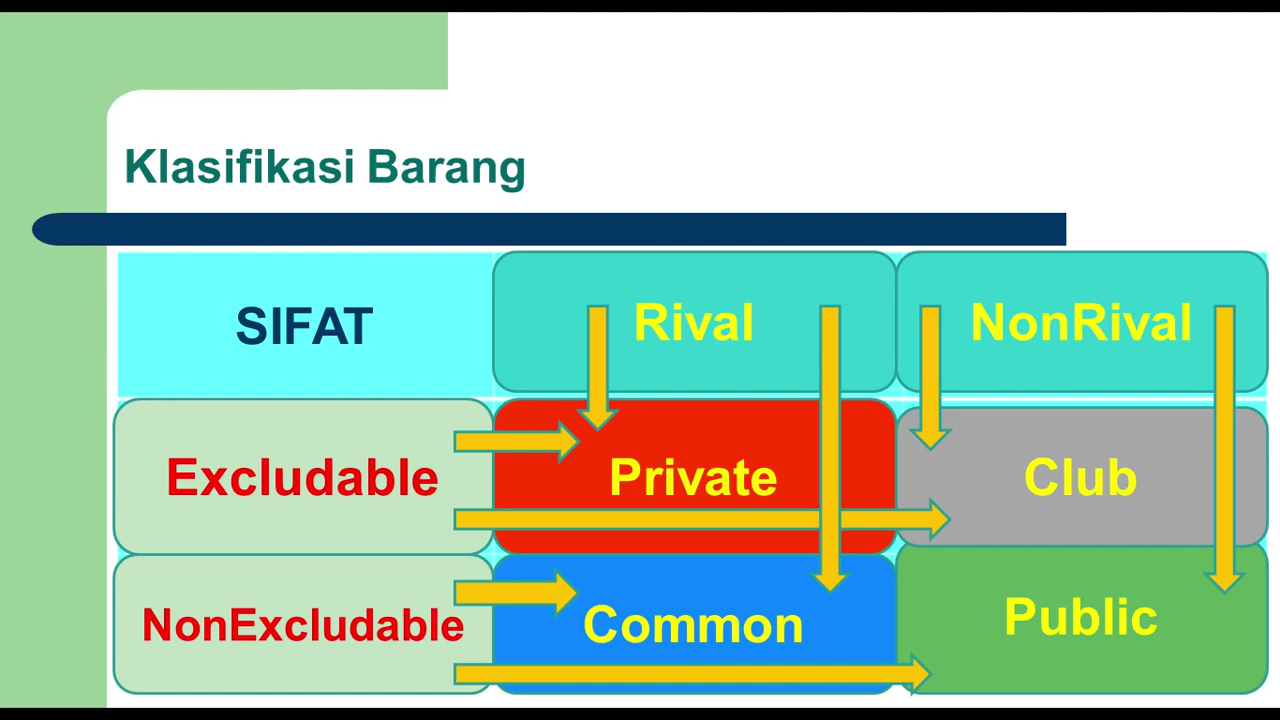 Klasifikasi Barang
SIFAT
Rival
NonRival
Excludable
Private
Club
NonExcludable
Common
Public